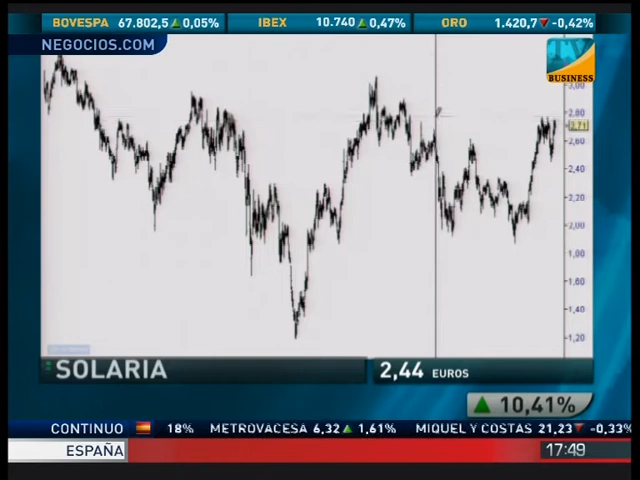 BOVESPA 67.802,5 ▲ 0,05% IBEX 10.740 ▲ 0,47% ORO 1.420,7 ▼ -0,42%
NEGOCIOS.COM
TV
BUSINESS
3,00
2,80
2,71
2,60
2,40
2,20
2,00
1,80
1,60
1,40
1,20
SOLARIA 2,44 EUROS
▲ 10,41%
CONTINUO 18% METROVACESA 6,32 ▲ 1,61% MIQUEL Y COSTAS 21,23 ▼ -0,33%
ESPAÑA 17:49